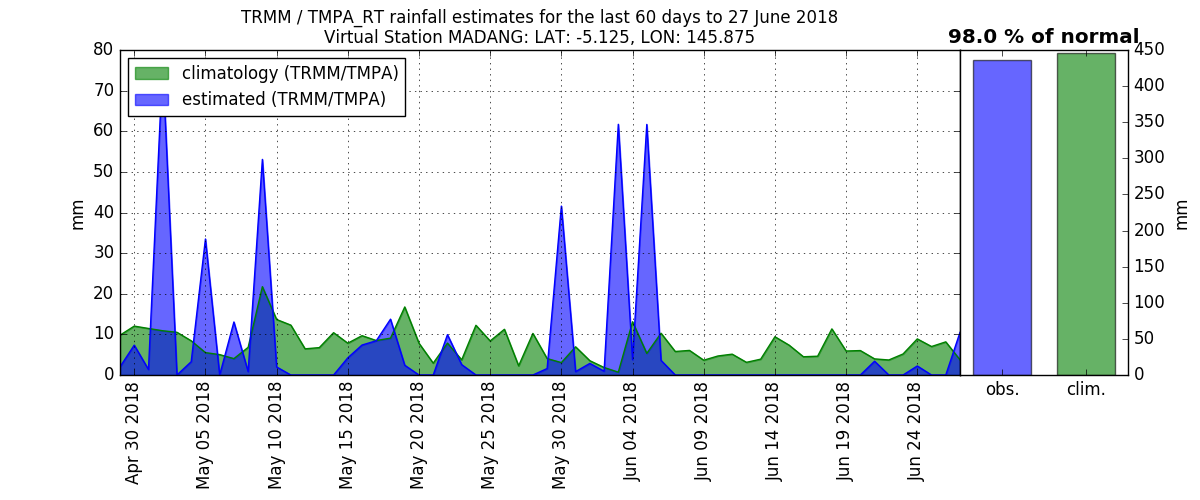 TRMM / TMPA_RT rainfall estimates for the last 60 days to 27 June 2018
Virtual Station MADANG: LAT: -5.125, LON: 145.875
98.0 % of normal
climatology (TRMM/TMPA)
estimated (TRMM/TMPA)
80
70
60
50
40
30
20
10
0
mm
450
400
350
300
250
200
150
100
50
0
mm
Apr 30 2018
May 05 2018
May 10 2018
May 15 2018
May 20 2018
May 25 2018
May 30 2018
Jun 04 2018
Jun 09 2018
Jun 14 2018
Jun 19 2018
Jun 24 2018
obs.
clim.